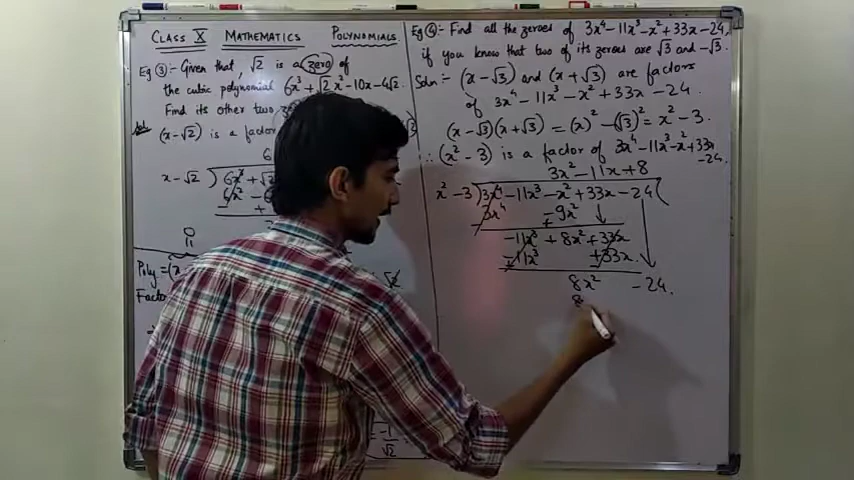 CLASS X MATHEMATICS POLYNOMIALS
Eg ③:- Given that, √2 is a zero of
the cubic polynomial 6x³ + √2 x² - 10x - 4√2.
Find its other two
Sol (x - √2) is a factor
6
x - √2 ) 6x³ + √2
6x³ - 6
+
Poly = (x
Factor
= -1
√2
Eg ④:- Find all the zeroes of 3x⁴ - 11x³ - x² + 33x - 24,
if you know that two of its zeroes are √3 and -√3.
Soln:- (x - √3) and (x + √3) are factors
of 3x⁴ - 11x³ - x² + 33x - 24.
(x - √3)(x + √3) = (x)² - (√3)² = x² - 3.
∴ (x² - 3) is a factor of 3x⁴ - 11x³ - x² + 33x
- 24.
3x² - 11x + 8
x² - 3 ) 3x⁴ - 11x³ - x² + 33x - 24 (
3x⁴ - 9x²
- +
-11x³ + 8x² + 33x
-11x³ + 33x
8x² - 24.
8